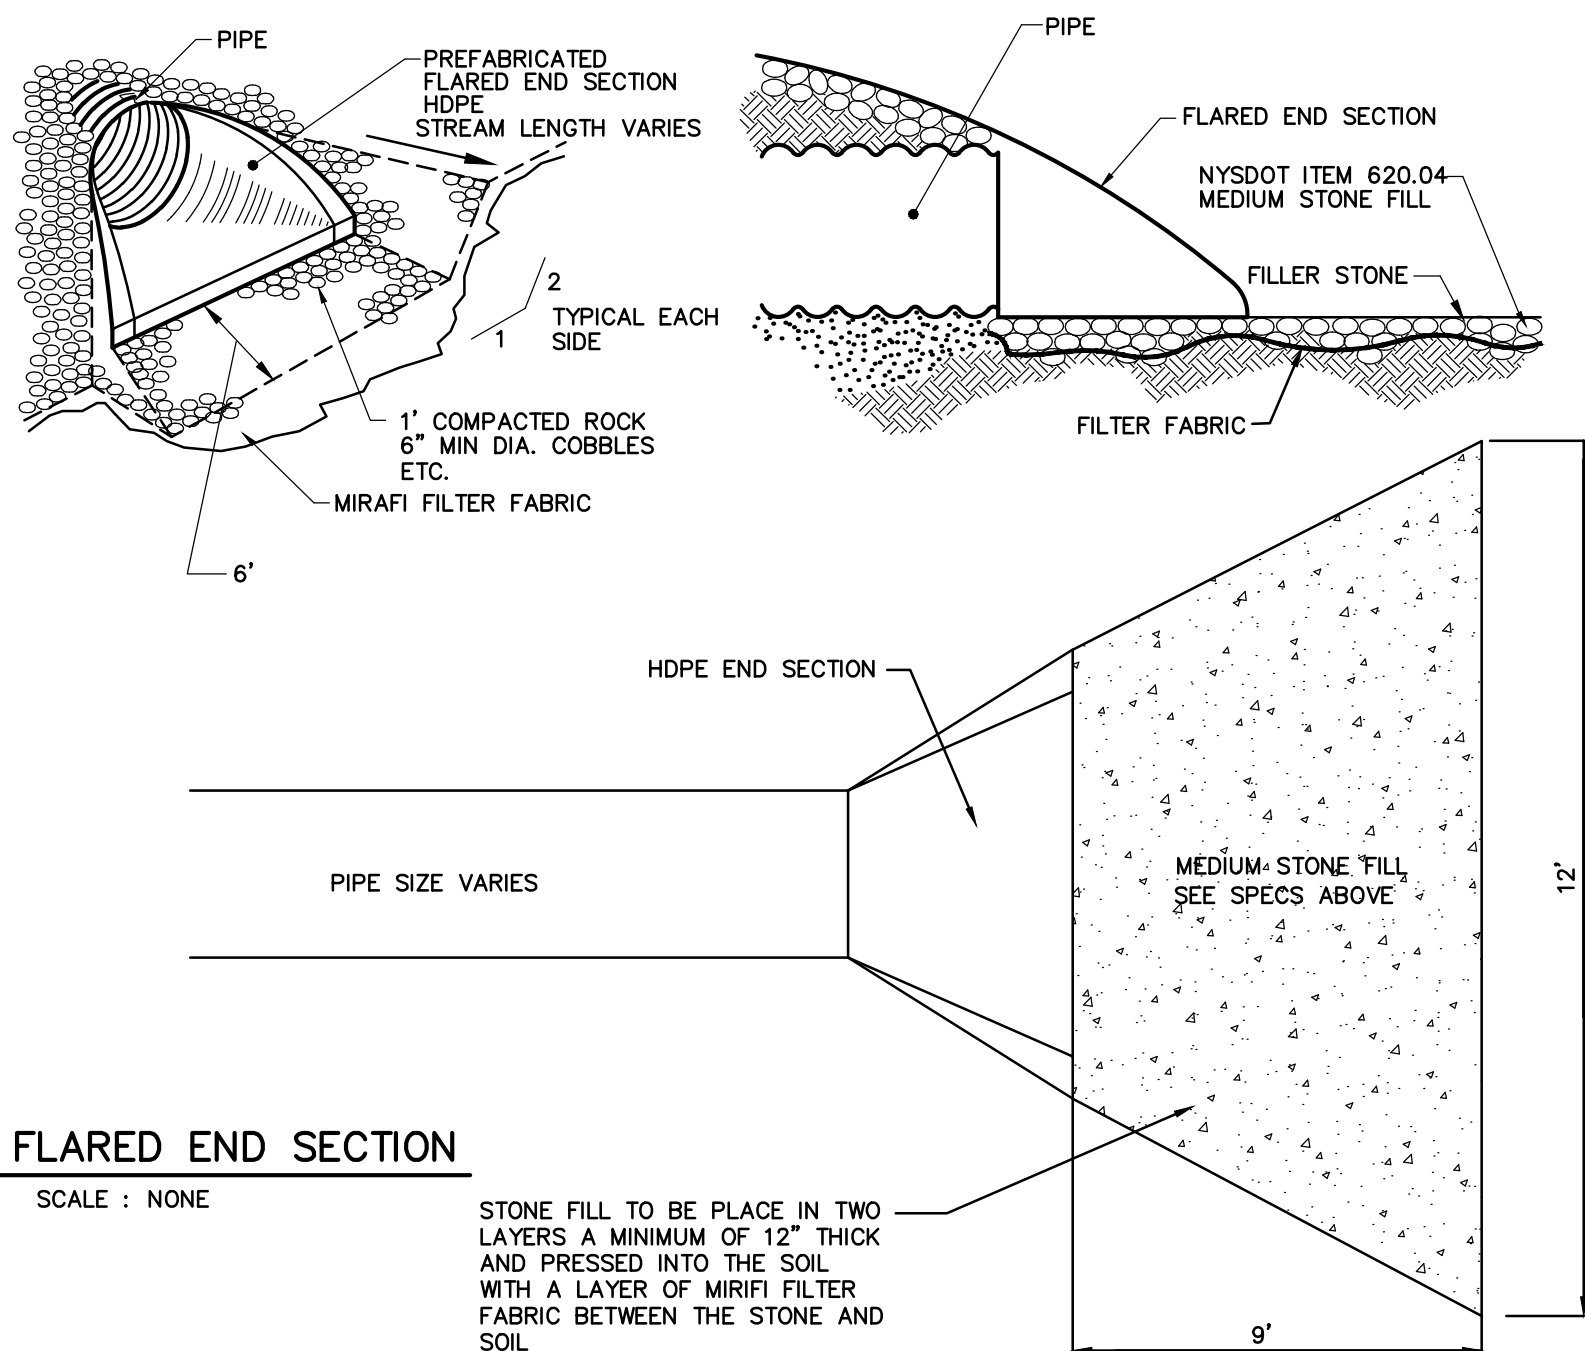 PIPE
PREFABRICATED
FLARED END SECTION
HDPE
STREAM LENGTH VARIES
2
1
TYPICAL EACH
SIDE
1' COMPACTED ROCK
6" MIN DIA. COBBLES
ETC.
MIRAFI FILTER FABRIC
6'
PIPE
FLARED END SECTION
NYSDOT ITEM 620.04
MEDIUM STONE FILL
FILLER STONE
FILTER FABRIC
HDPE END SECTION
PIPE SIZE VARIES
MEDIUM STONE FILL
SEE SPECS ABOVE
12'
9'
FLARED END SECTION
SCALE : NONE
STONE FILL TO BE PLACE IN TWO
LAYERS A MINIMUM OF 12" THICK
AND PRESSED INTO THE SOIL
WITH A LAYER OF MIRIFI FILTER
FABRIC BETWEEN THE STONE AND
SOIL